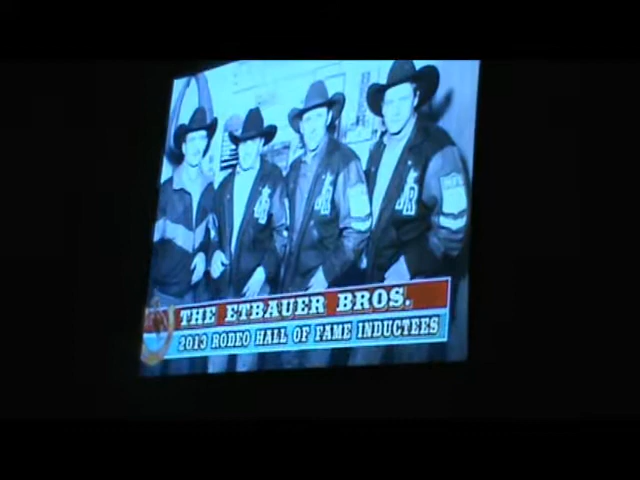 THE ETBAUER BROS.
2013 RODEO HALL OF FAME INDUCTEES